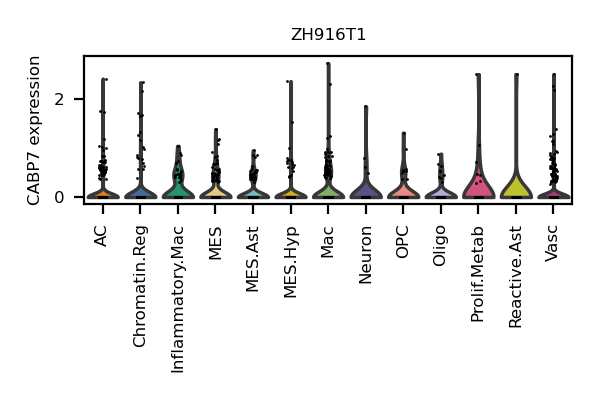 ZH916T1
CABP7 expression
2
0
AC
Chromatin.Reg
Inflammatory.Mac
MES
MES.Ast
MES.Hyp
Mac
Neuron
OPC
Oligo
Prolif.Metab
Reactive.Ast
Vasc